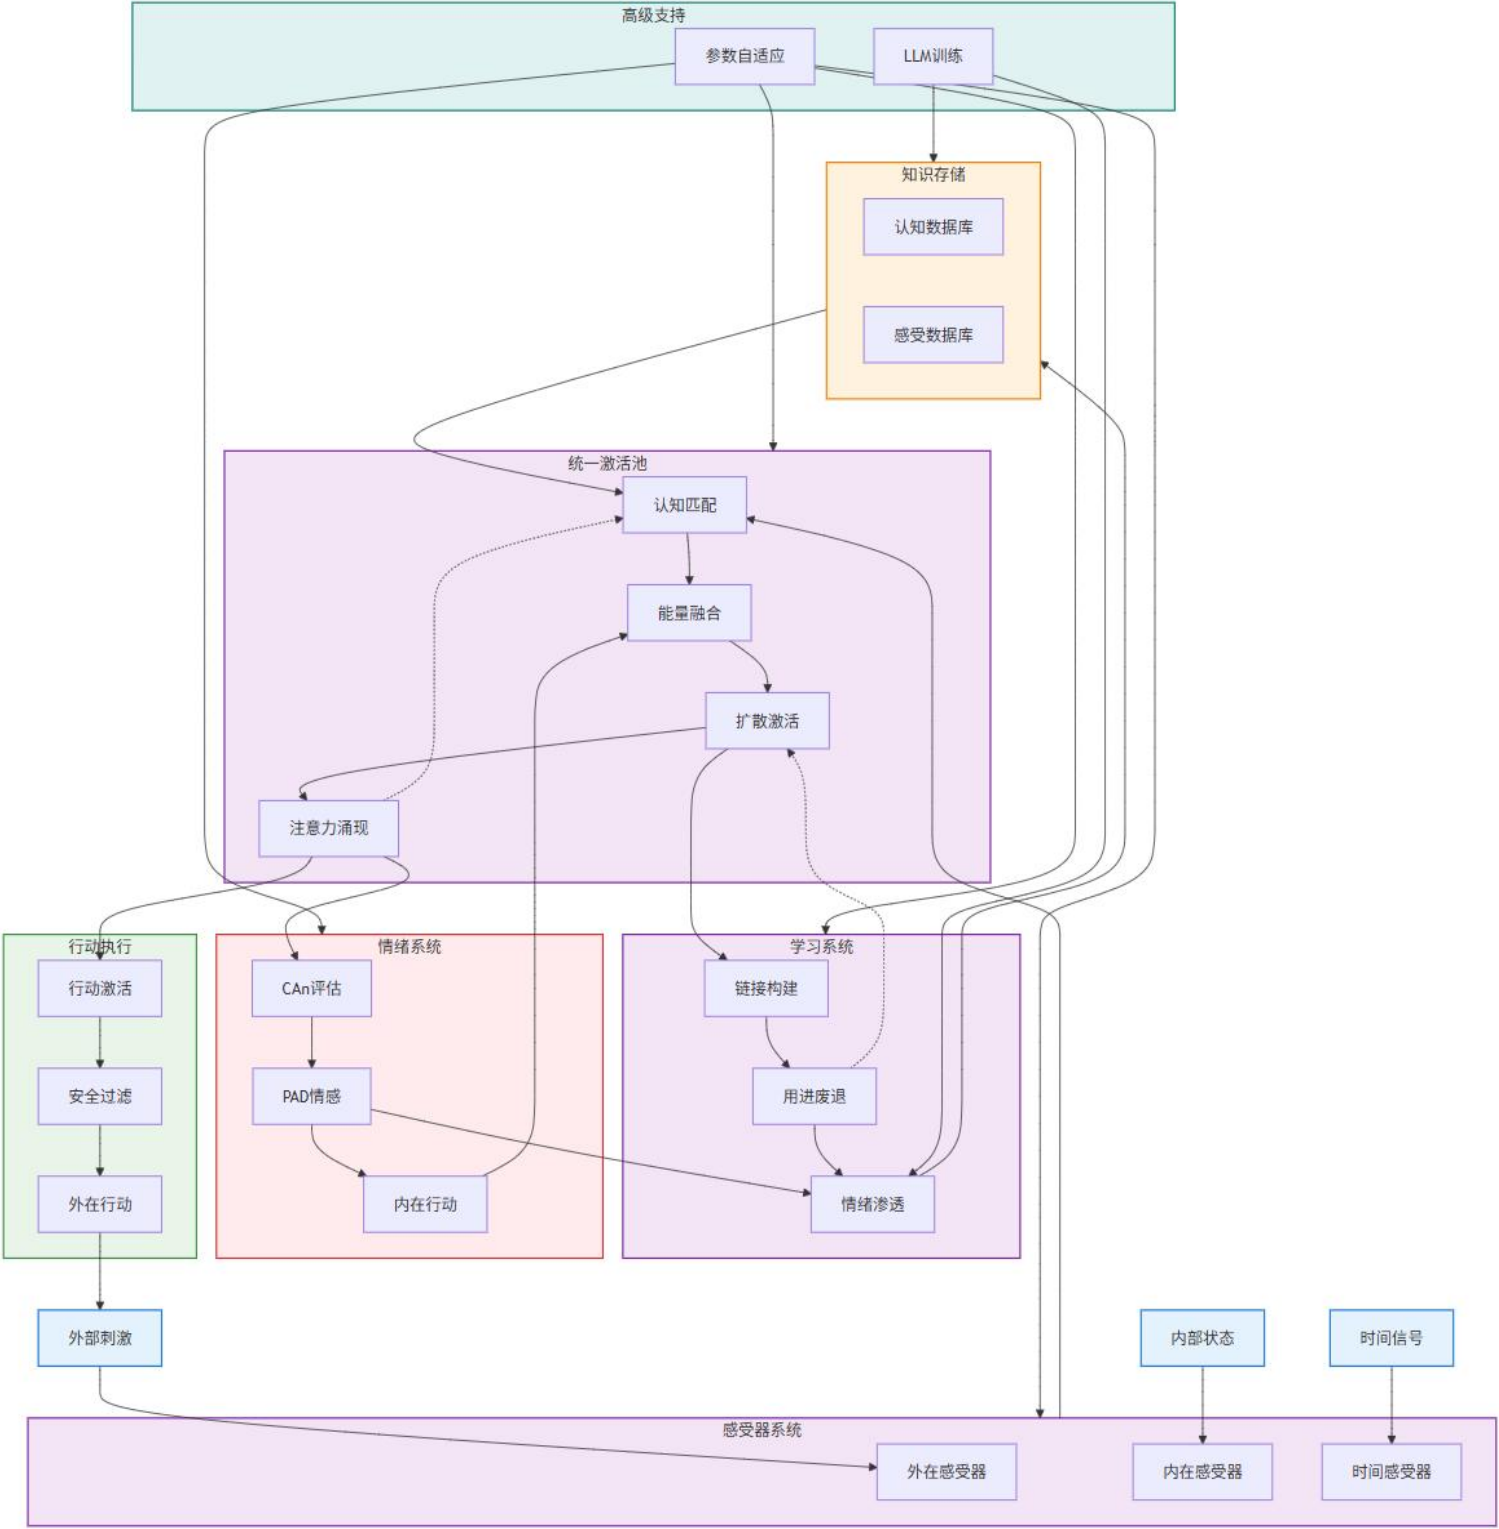 高级支持
参数自适应
LLM训练
知识存储
认知数据库
感受数据库
统一激活池
认知匹配
能量融合
扩散激活
注意力涌现
行动执行
行动激活
安全过滤
外在行动
情绪系统
CAn评估
PAD情感
内在行动
学习系统
链接构建
用进废退
情绪渗透
外部刺激
内部状态
时间信号
感受器系统
外在感受器
内在感受器
时间感受器